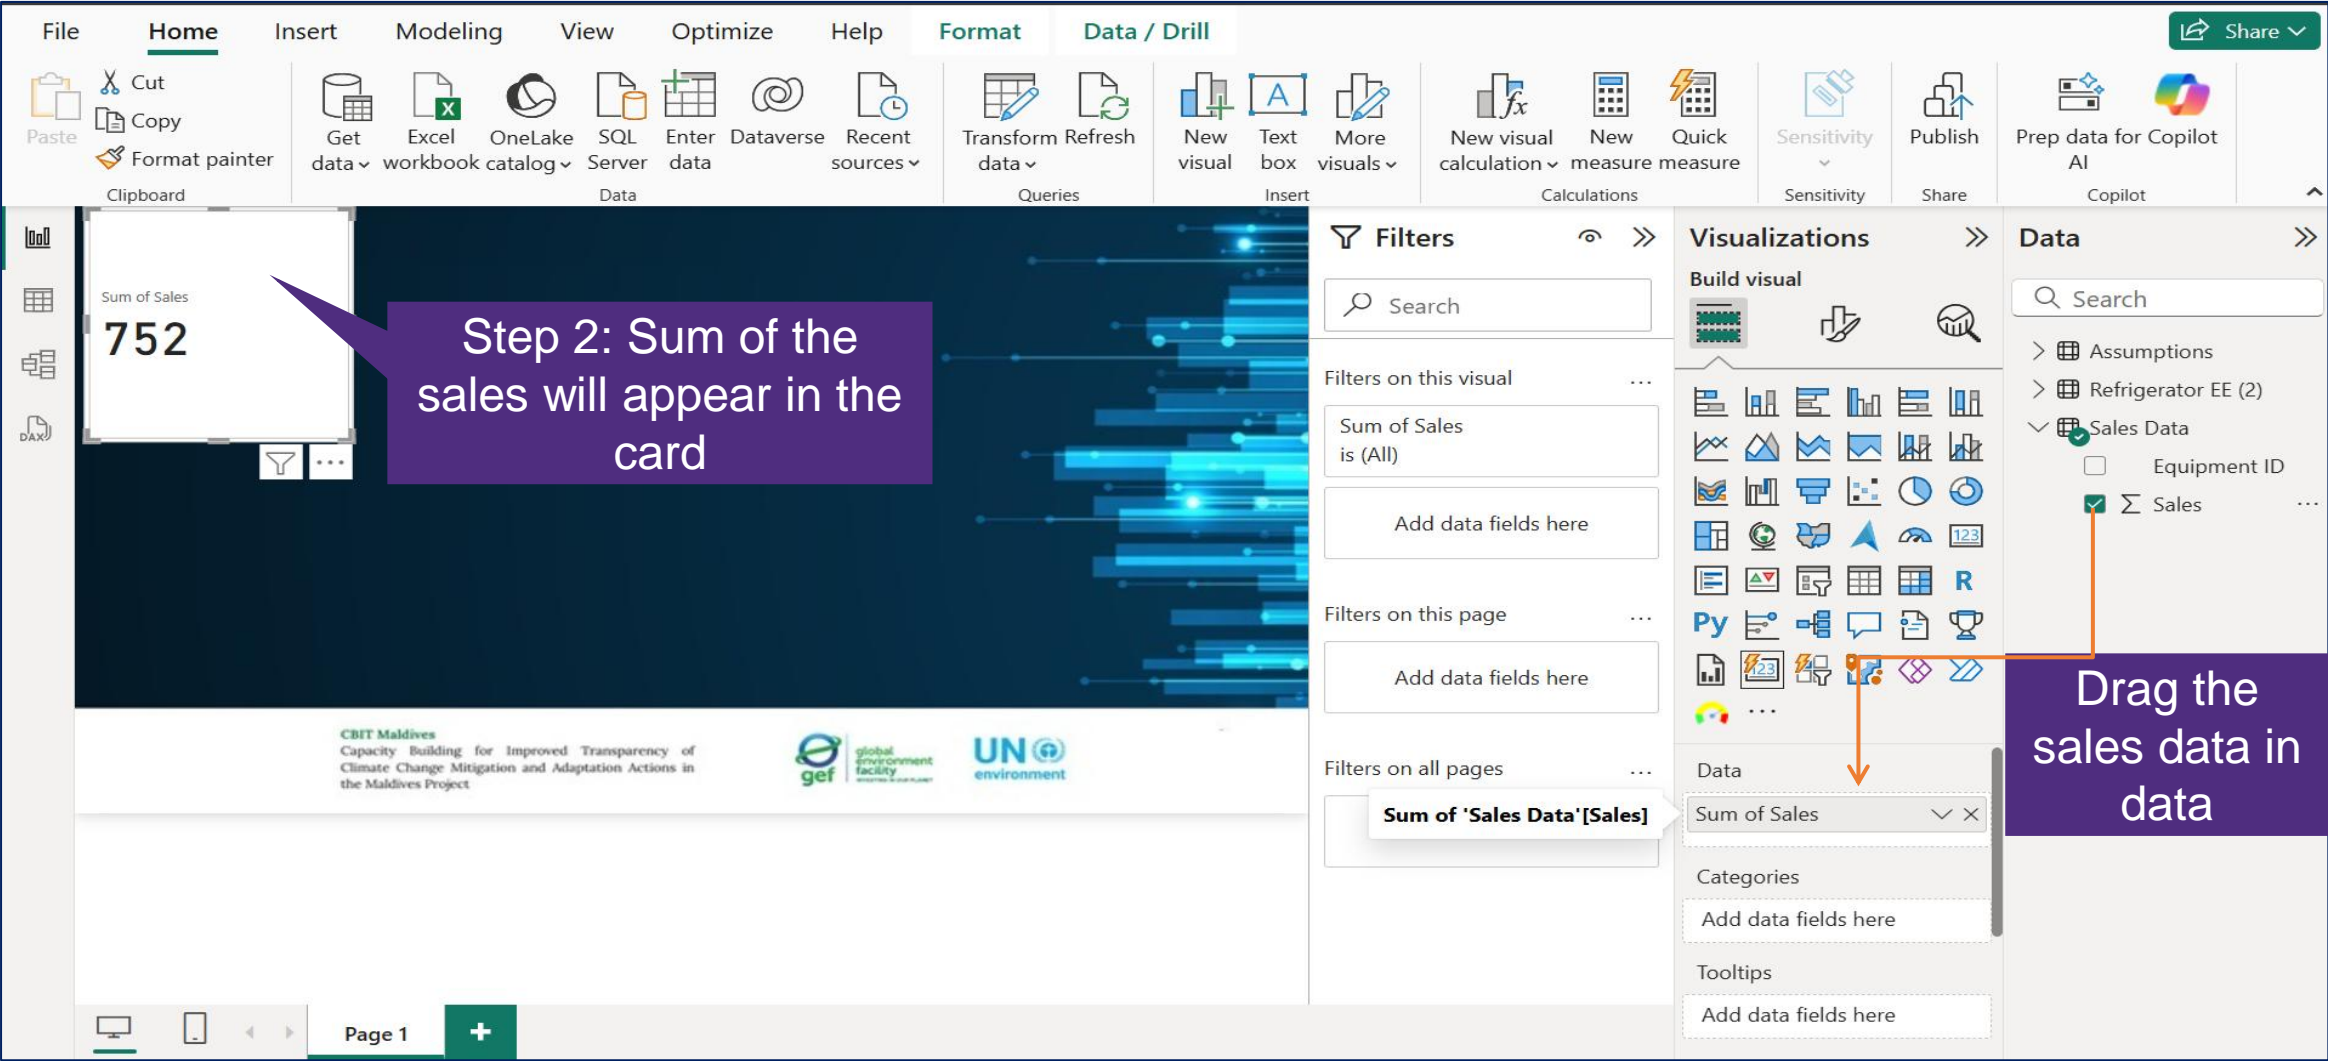 File Home Insert Modeling View Optimize Help Format Data / Drill Share
Paste
Cut
Copy
Format painter
Clipboard
Get data
Excel workbook
OneLake catalog
SQL Server
Enter data
Dataverse
Recent sources
Data
Transform data
Refresh
Queries
New visual
Text box
More visuals
Insert
New visual calculation
New measure
Quick measure
Calculations
Sensitivity
Sensitivity
Publish
Share
Prep data for AI
Copilot
Copilot
DAX
Sum of Sales
752
Step 2: Sum of the
sales will appear in the
card
CBIT Maldives
Capacity Building for Improved Transparency of
Climate Change Mitigation and Adaptation Actions in
the Maldives Project
gef
global
environment
facility
UN
environment
Filters
Search
Filters on this visual
Sum of Sales
is (All)
Add data fields here
Filters on this page
Add data fields here
Filters on all pages
Sum of 'Sales Data'[Sales]
Visualizations
Build visual
123
R
Py
123
Data
Sum of Sales
Categories
Add data fields here
Tooltips
Add data fields here
Data
Search
Assumptions
Refrigerator EE (2)
Sales Data
Equipment ID
Sales
Drag the
sales data in
data
Page 1